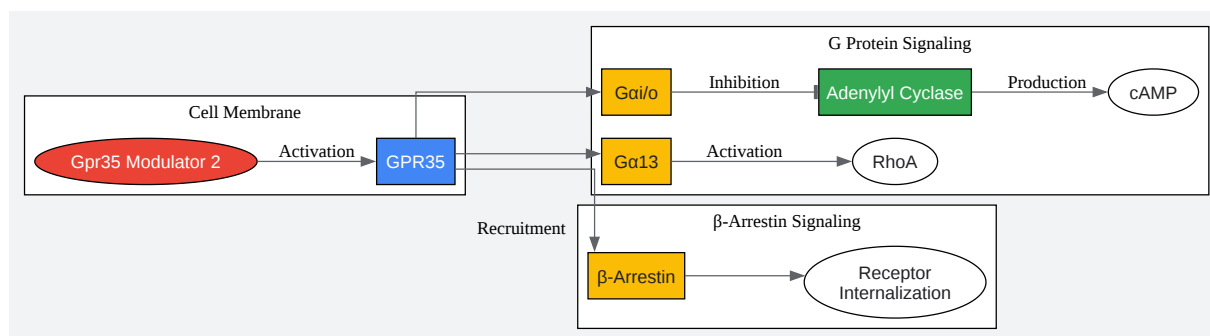 G Protein Signaling
Gαi/o
Inhibition
Adenylyl Cyclase
Production
cAMP
Cell Membrane
Gpr35 Modulator 2
Activation
GPR35
Gα13
Activation
RhoA
Recruitment
β-Arrestin Signaling
β-Arrestin
Receptor
Internalization